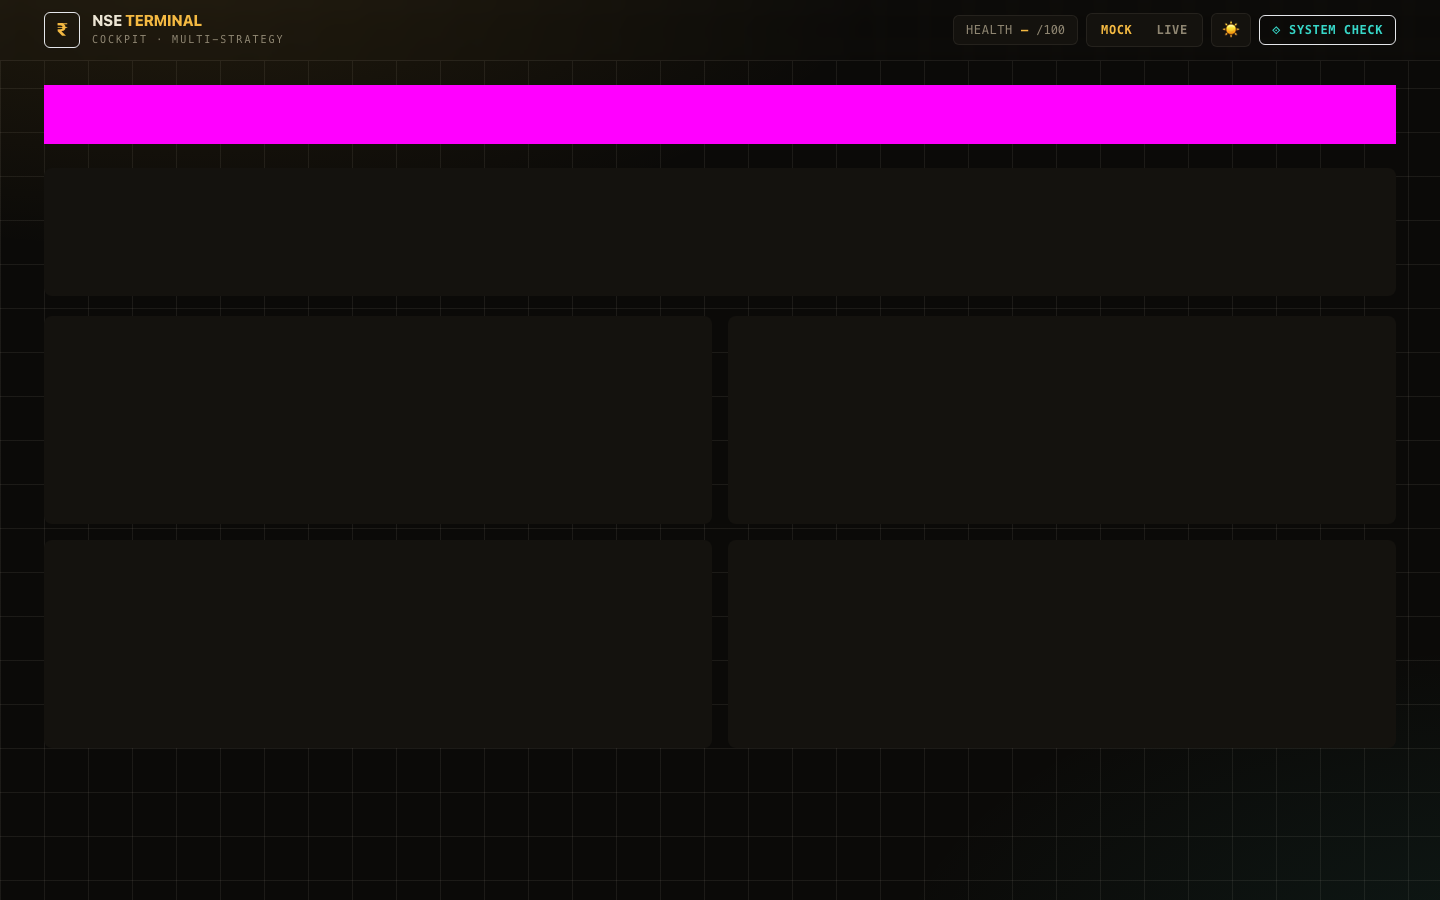 ₹
NSE TERMINAL
COCKPIT · MULTI-STRATEGY
HEALTH — /100
MOCK LIVE
◇ SYSTEM CHECK